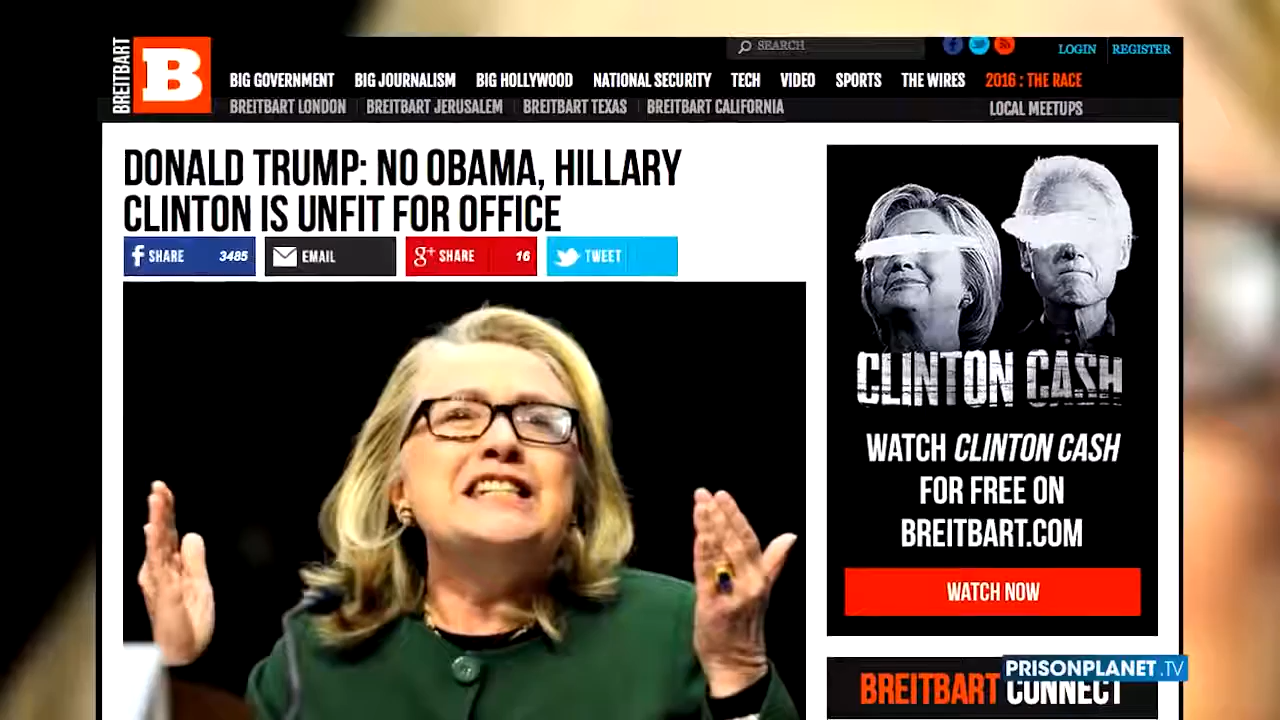 BREITBART
B
SEARCH
LOGIN REGISTER
BIG GOVERNMENT BIG JOURNALISM BIG HOLLYWOOD NATIONAL SECURITY TECH VIDEO SPORTS THE WIRES 2016 : THE RACE
BREITBART LONDON BREITBART JERUSALEM BREITBART TEXAS BREITBART CALIFORNIA LOCAL MEETUPS
DONALD TRUMP: NO OBAMA, HILLARY
CLINTON IS UNFIT FOR OFFICE
f SHARE 3485 EMAIL g+ SHARE 16 TWEET
CLINTON CASH
WATCH CLINTON CASH
FOR FREE ON
BREITBART.COM
WATCH NOW
BREITBART CONNECT
PRISONPLANET.TV